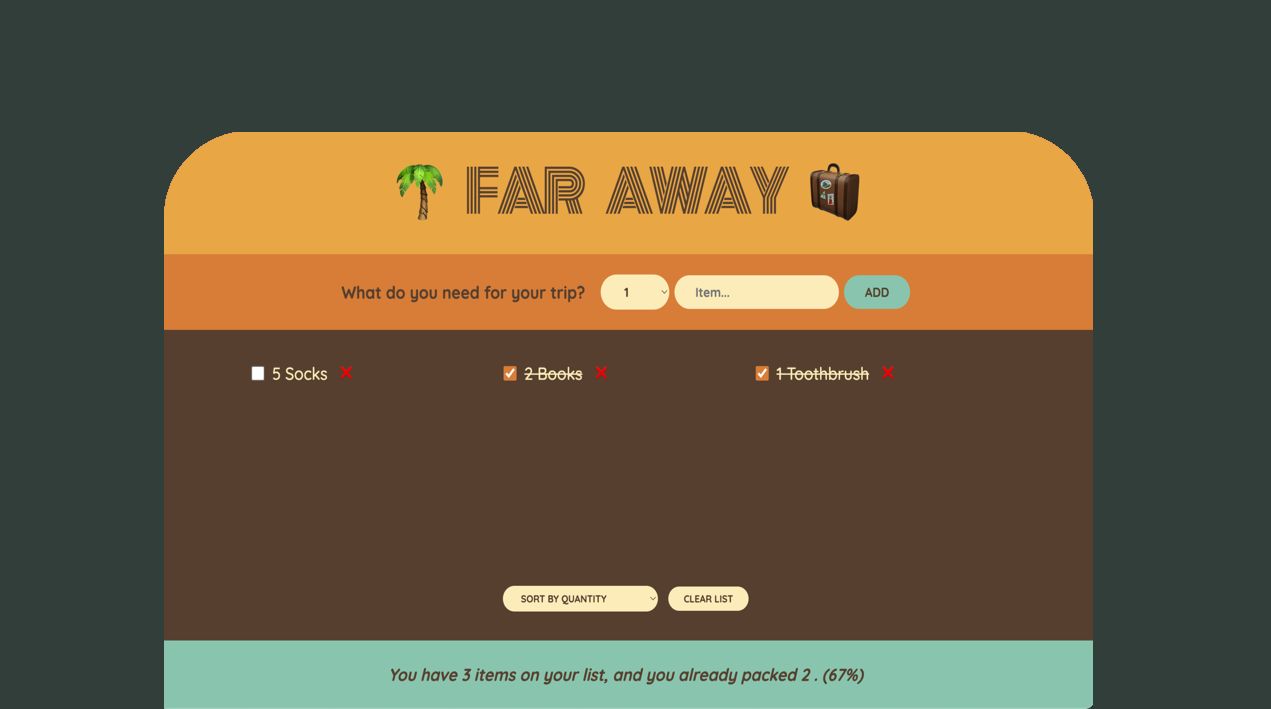 FAR AWAY
What do you need for your trip? 1 Item... ADD
5 Socks 2 Books 1 Toothbrush
SORT BY QUANTITY CLEAR LIST
You have 3 items on your list, and you already packed 2 . (67%)